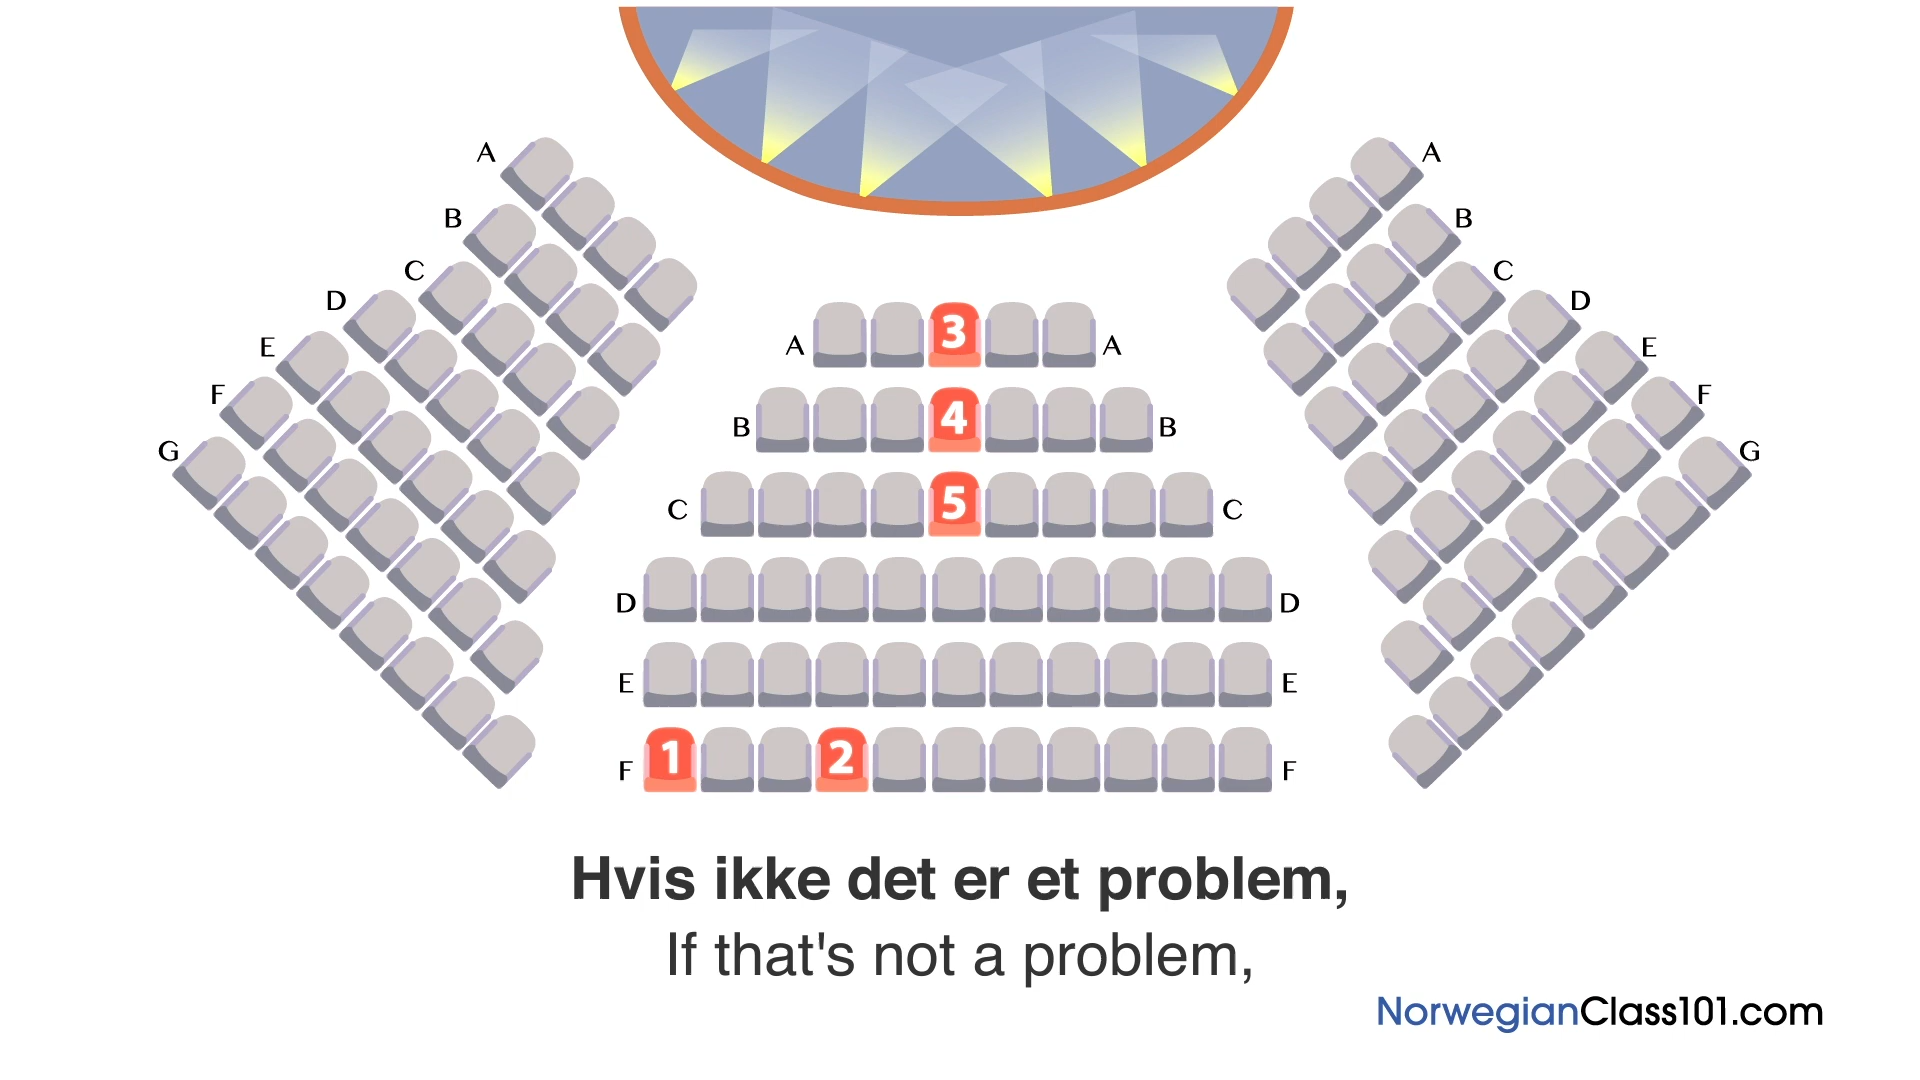 A A
B B
C C
D D
E E
F F
G G
A 3 A
B 4 B
C 5 C
D D
E E
F 1 2 F
Hvis ikke det er et problem,
If that's not a problem,
NorwegianClass101.com